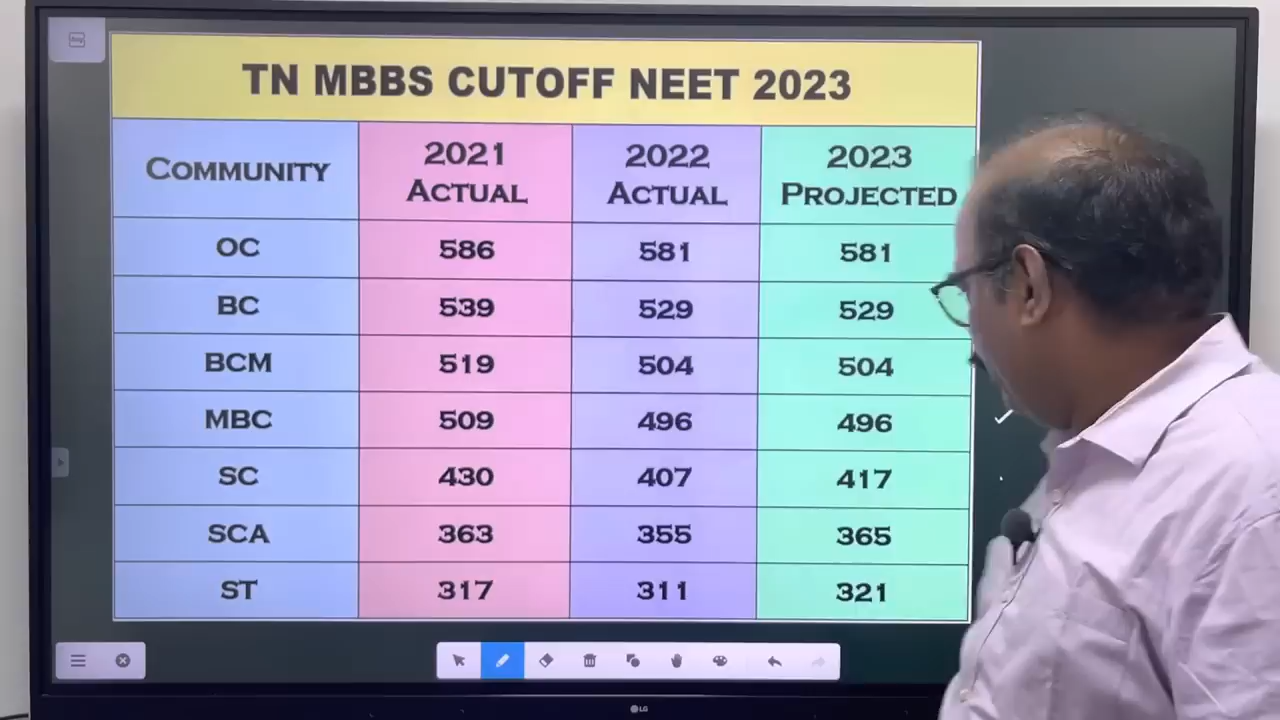 TN MBBS CUTOFF NEET 2023
COMMUNITY 2021 ACTUAL 2022 ACTUAL 2023 PROJECTED
OC 586 581 581
BC 539 529 529
BCM 519 504 504
MBC 509 496 496
SC 430 407 417
SCA 363 355 365
ST 317 311 321
LG